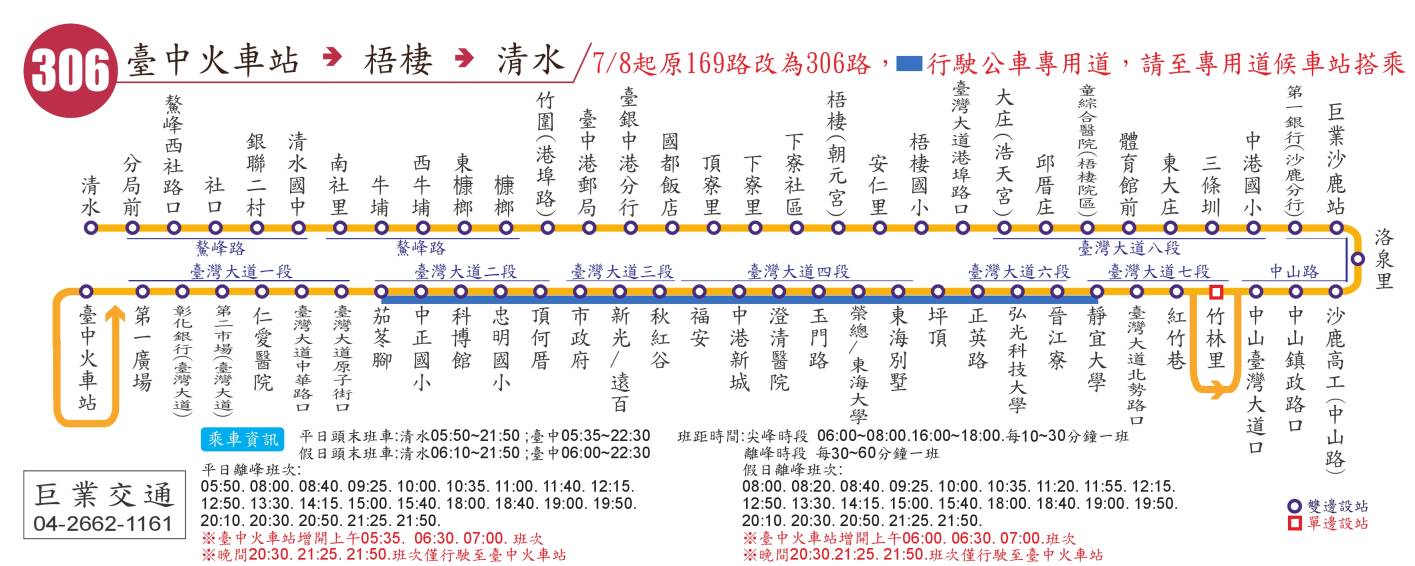 306 臺中火車站 → 梧棲 → 清水 / 7/8起原169路改為306路，行駛公車專用道，請至專用道候車站搭乘
清水
分局前
鰲峰西社路口
社口
銀聯二村
清水國中
南社里
牛埔
西牛埔
東槺榔
槺榔
竹圍(港埠路)
臺中港郵局
臺銀中港分行
國都飯店
頂寮里
下寮里
下寮社區
梧棲(朝元宮)
安仁里
梧棲國小
臺灣大道港埠路口
大庄(浩天宮)
邱厝庄
童綜合醫院(梧棲院區)
體育館前
東大庄
三條圳
中港國小
第一銀行(沙鹿分行)
巨業沙鹿站
洛泉里
鰲峰路
鰲峰路
臺灣大道八段
臺灣大道一段
臺灣大道二段
臺灣大道三段
臺灣大道四段
臺灣大道六段
臺灣大道七段
中山路
臺中火車站
第一廣場
彰化銀行(臺灣大道)
第二市場(臺灣大道)
仁愛醫院
臺灣大道中華路口
臺灣大道原子街口
茄苳腳
中正國小
科博館
忠明國小
頂何厝
市政府
新光/遠百
秋紅谷
福安
中港新城
澄清醫院
玉門路
榮總/東海大學
東海別墅
坪頂
正英路
弘光科技大學
晉江寮
靜宜大學
臺灣大道北勢路口
紅竹巷
竹林里
中山臺灣大道口
中山鎮政路口
沙鹿高工(中山路)
乘車資訊
平日頭末班車:清水05:50~21:50 ;臺中05:35~22:30
假日頭末班車:清水06:10~21:50 ;臺中06:00~22:30
班距時間:尖峰時段 06:00~08:00.16:00~18:00.每10~30分鐘一班
離峰時段 每30~60分鐘一班
平日離峰班次:
05:50. 08:00. 08:40. 09:25. 10:00. 10:35. 11:00. 11:40. 12:15.
12:50. 13:30. 14:15. 15:00. 15:40. 18:00. 18:40. 19:00. 19:50.
20:10. 20:30. 20:50. 21:25. 21:50.
※臺中火車站增開上午05:35. 06:30. 07:00. 班次
※晚間20:30. 21:25. 21:50.班次僅行駛至臺中火車站
假日離峰班次:
08:00. 08:20. 08:40. 09:25. 10:00. 10:35. 11:20. 11:55. 12:15.
12:50. 13:30. 14:15. 15:00. 15:40. 18:00. 18:40. 19:00. 19:50.
20:10. 20:30. 20:50. 21:25. 21:50.
※臺中火車站增開上午06:00. 06:30. 07:00.班次
※晚間20:30.21:25. 21:50.班次僅行駛至臺中火車站
巨業交通
04-2662-1161
雙邊設站
單邊設站